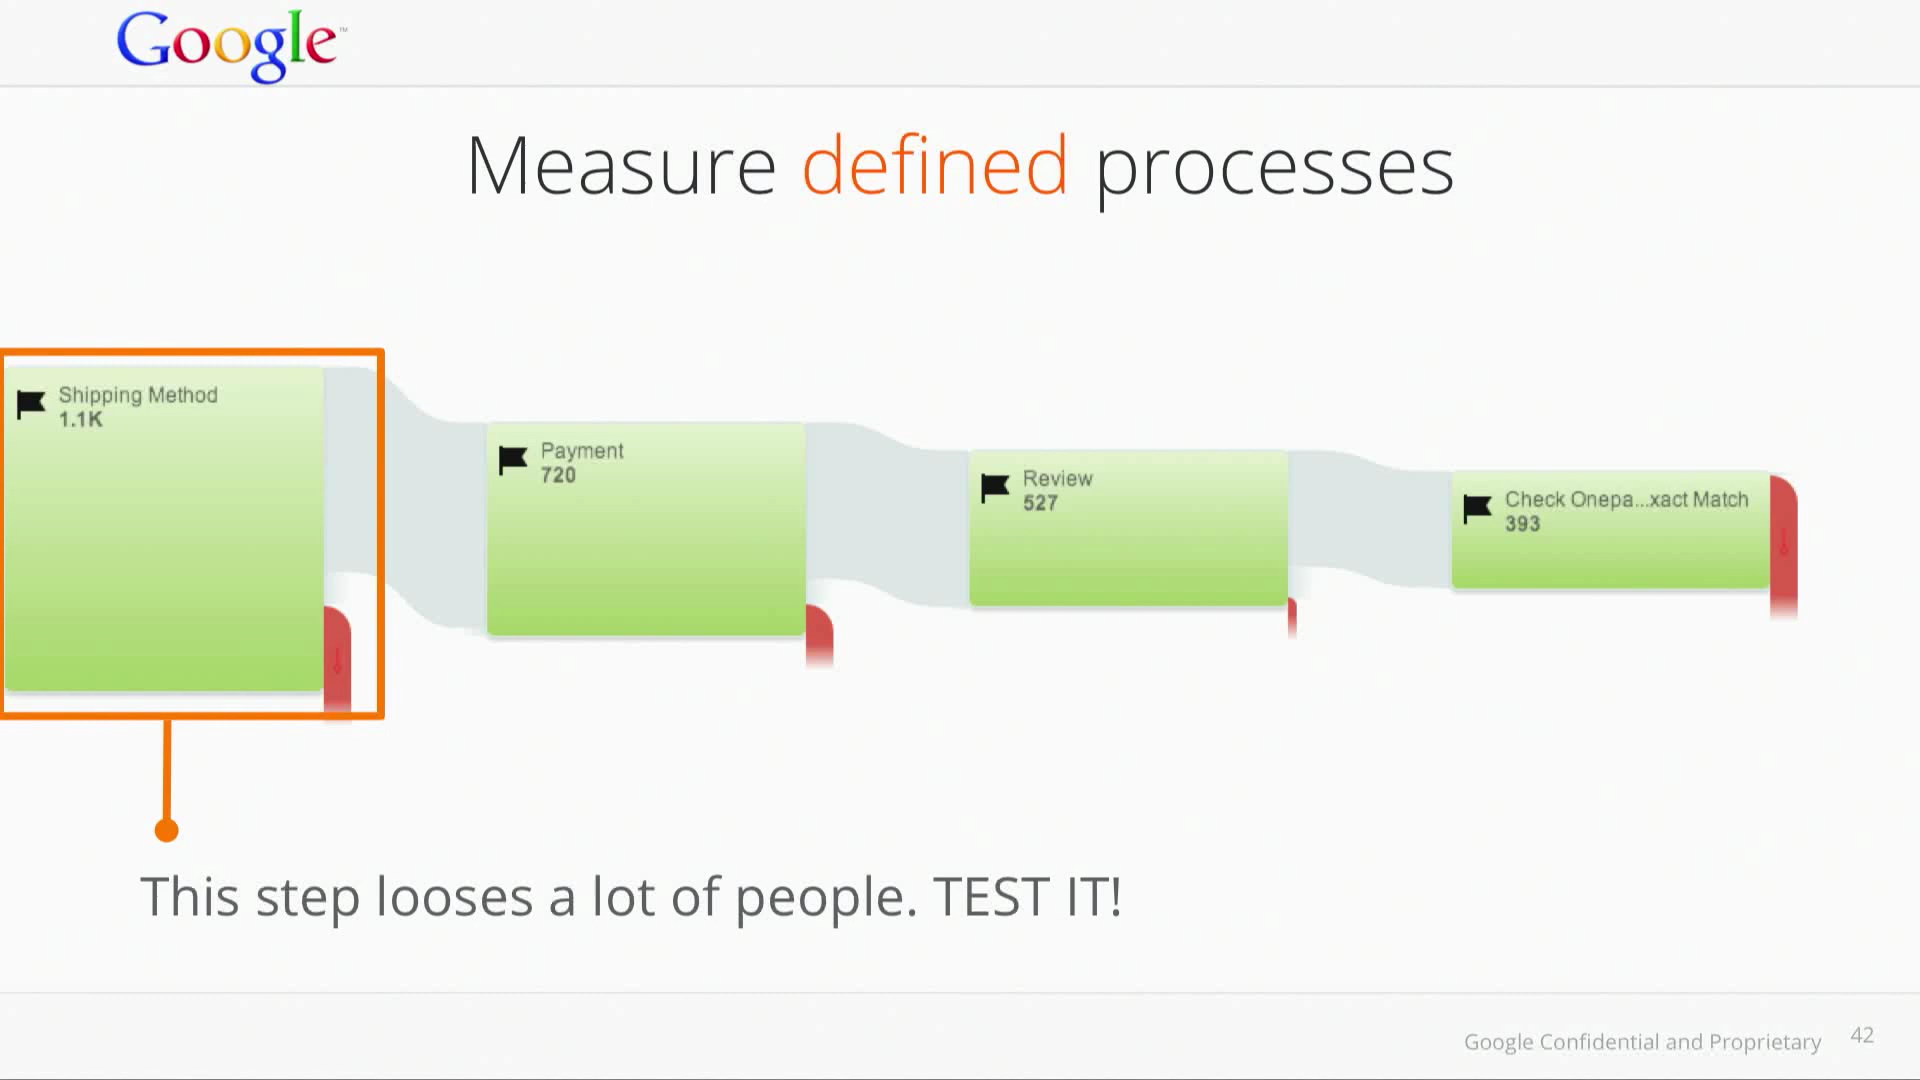 Google™
Measure defined processes
Shipping Method
1.1K
Payment
720
Review
527
Check Onepa...xact Match
393
This step looses a lot of people. TEST IT!
Google Confidential and Proprietary 42